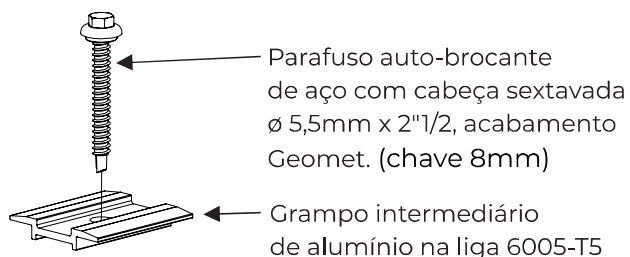 Parafuso auto-brocante
de aço com cabeça sextavada
ø 5,5mm x 2"1/2, acabamento
Geomet. (chave 8mm)
Grampo intermediário
de alumínio na liga 6005-T5